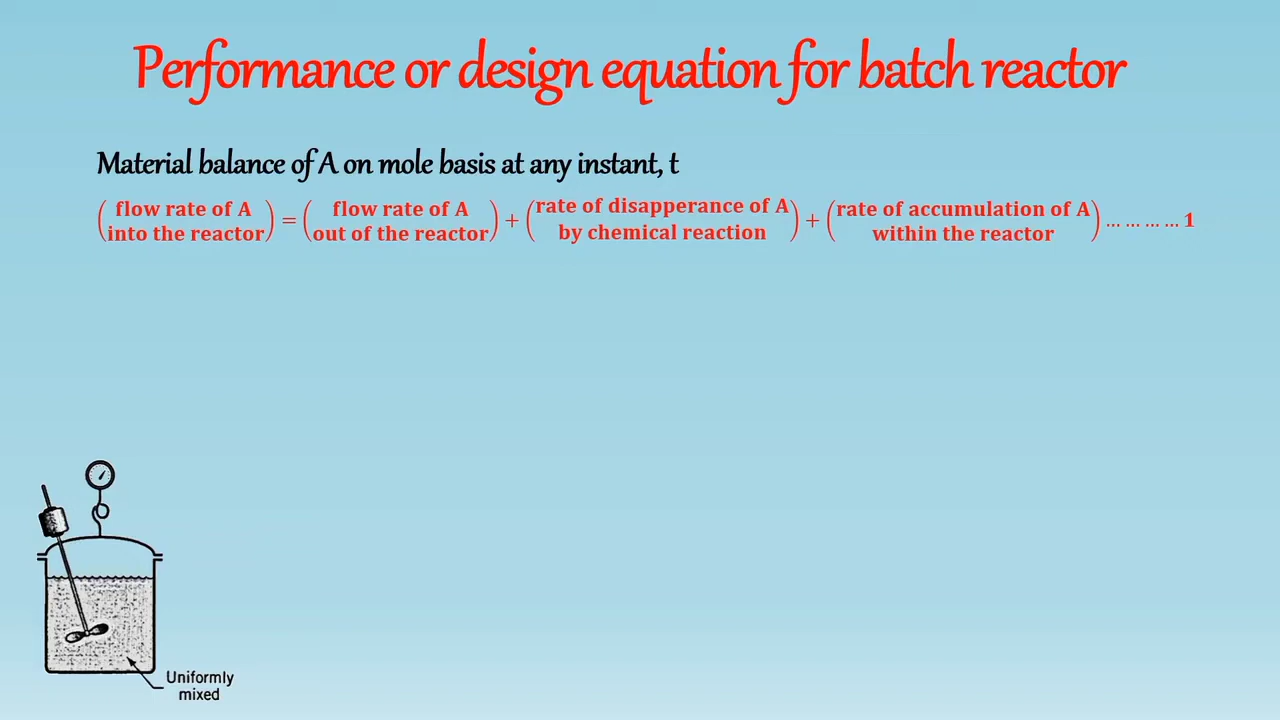 Performance or design equation for batch reactor
Material balance of A on mole basis at any instant, t
(flow rate of A into the reactor) = (flow rate of A out of the reactor) + (rate of disapperance of A by chemical reaction) + (rate of accumulation of A within the reactor) … … … … 1
Uniformly
mixed